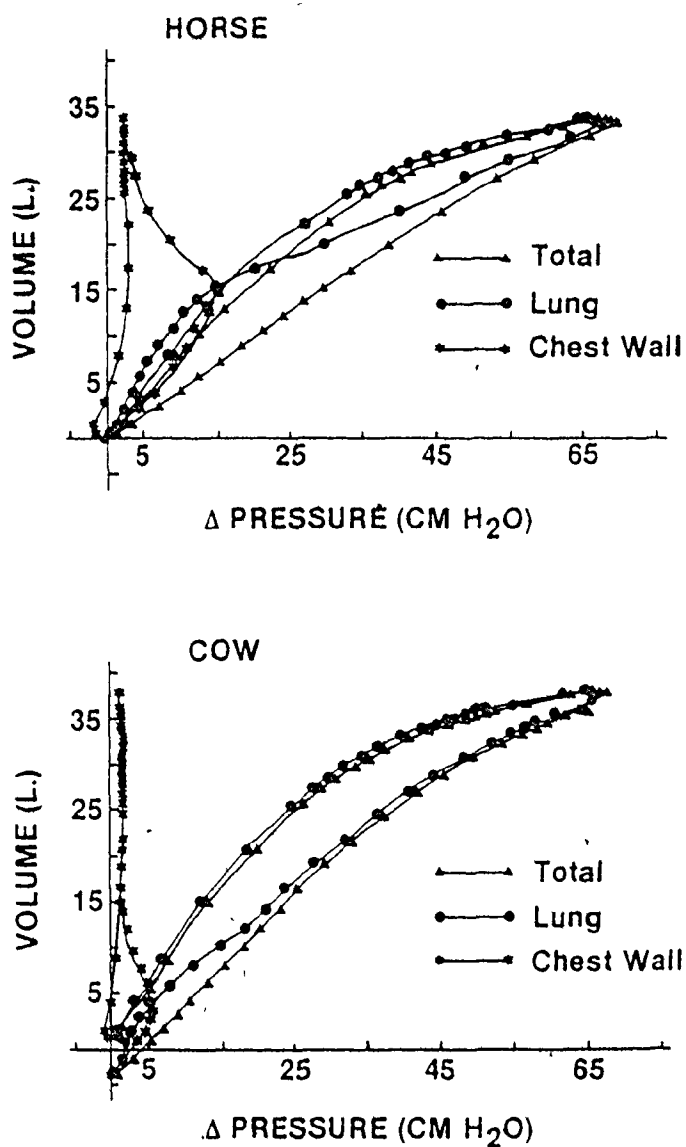 HORSE
35
25
15
5
VOLUME (L.)
Total
Lung
Chest Wall
5 25 45 65
Δ PRESSURE (CM H₂O)
COW
35
25
15
5
VOLUME (L.)
Total
Lung
Chest Wall
5 25 45 65
Δ PRESSURE (CM H₂O)